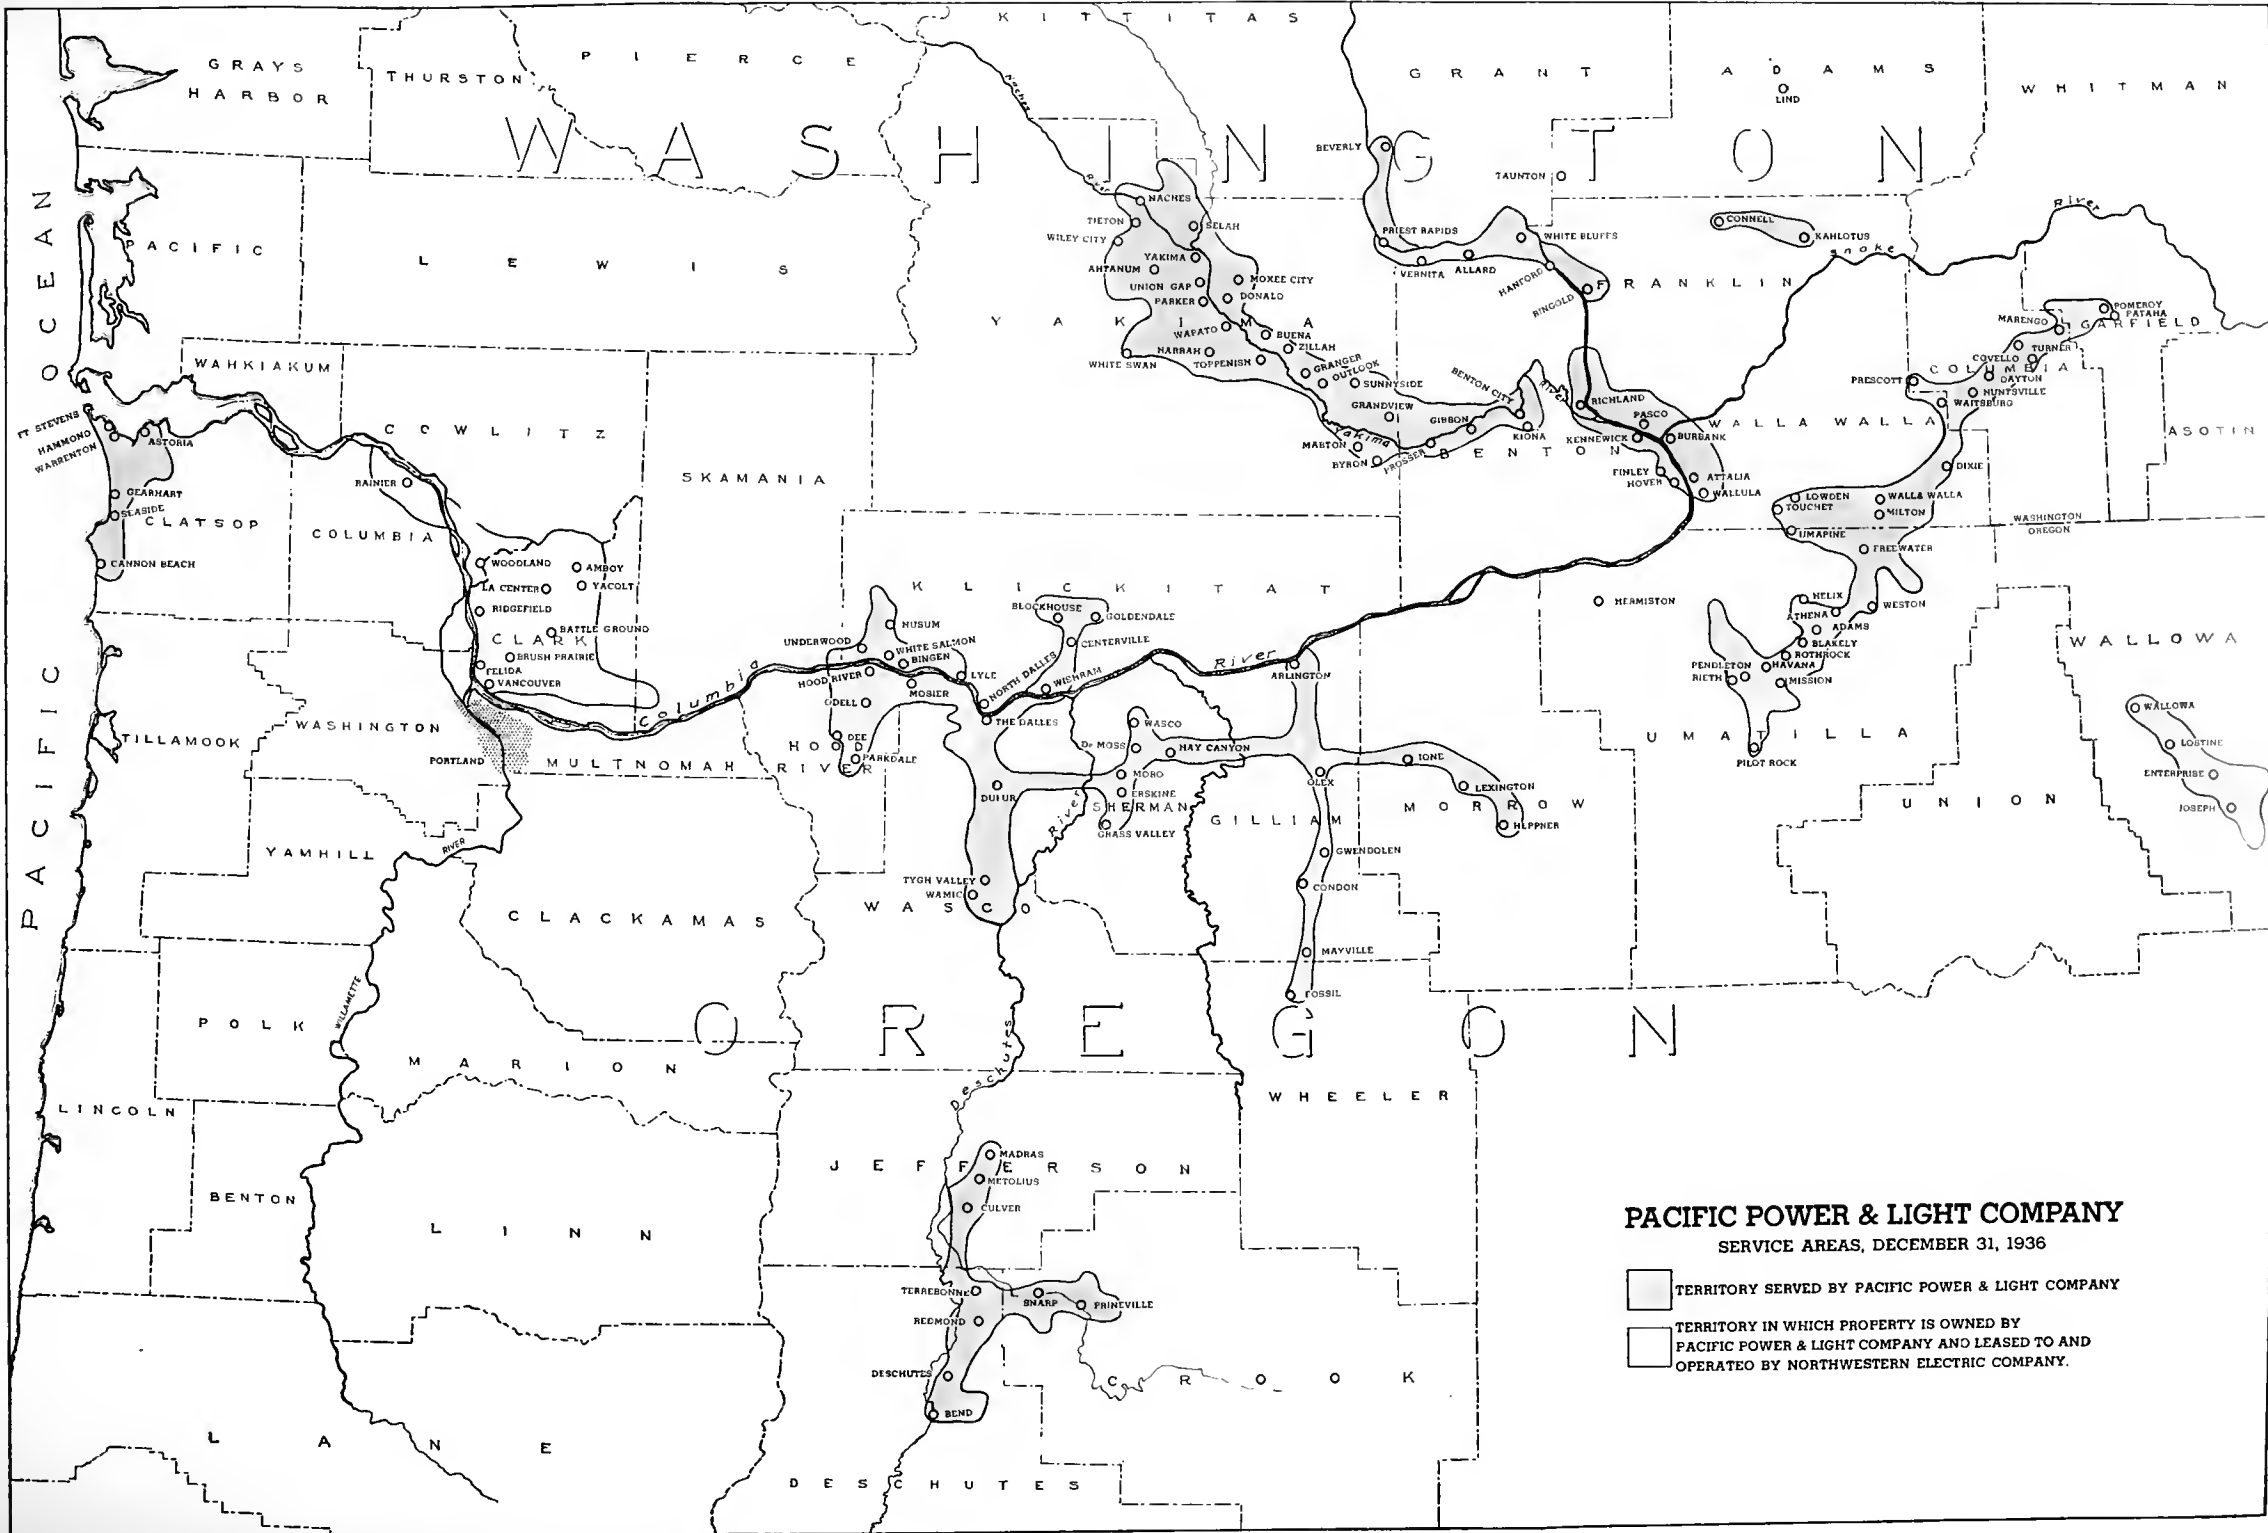 KITTITAS
GRAYS
HARBOR
THURSTON
PIERCE
Naches
River
GRANT
ADAMS
LIND
WHITMAN
WASHINGTON
BEVERLY
TAUNTON
PACIFIC OCEAN
PACIFIC
LEWIS
NACHES
TIETON
SELAH
WILEY CITY
YAKIMA
AHTANUM
UNION GAP
MOXEE CITY
PARKER
DONALD
YAKIMA
WAPATO
BUENA
ZILLAH
HARRAH
TOPPENISH
WHITE SWAN
GRANGER
OUTLOOK
SUNNYSIDE
GRANDVIEW
MABTON
BYRON
Yakima
River
PROSSER
GIBBON
BENTON CITY
KIONA
BENTON
PRIEST RAPIDS
VERNITA
ALLARD
WHITE BLUFFS
HANFORD
RINGOLD
FRANKLIN
CONNELL
KAHLOTUS
Snake
River
RICHLAND
PASCO
KENNEWICK
BURBANK
FINLEY
HOVER
ATTALIA
WALLULA
WALLA WALLA
POMEROY
PATAHA
MARENGO
GARFIELD
TURNER
COVELLO
COLUMBIA
DAYTON
PRESCOTT
HUNTSVILLE
WAITSBURG
ASOTIN
DIXIE
LOWDEN
TOUCHET
WALLA WALLA
MILTON
UMAPINE
FREEWATER
WASHINGTON
OREGON
WAHKIAKUM
COWLITZ
SKAMANIA
FT STEVENS
HAMMOND
WARRENTON
ASTORIA
GEARHART
SEASIDE
CLATSOP
CANNON BEACH
RAINIER
COLUMBIA
WOODLAND
AMBOY
LA CENTER
YACOLT
RIDGEFIELD
BATTLE GROUND
CLARK
BRUSH PRAIRIE
FELIDA
VANCOUVER
KLICKITAT
BLOCKHOUSE
GOLDENDALE
CENTERVILLE
HUSUM
UNDERWOOD
WHITE SALMON
BINGEN
HOOD RIVER
MOSIER
LYLE
NORTH DALLES
WISHRAM
THE DALLES
Columbia
River
ODELL
DEE
PARKDALE
HOOD
RIVER
HERMISTON
HELIX
ATHENA
WESTON
ADAMS
BLAKELY
ROTHROCK
PENDLETON
HAVANA
RIETH
MISSION
PILOT ROCK
UMATILLA
WALLOWA
WALLOWA
LOSTINE
ENTERPRISE
JOSEPH
UNION
ARLINGTON
WASCO
DE MOSS
HAY CANYON
MORO
ERSKINE
SHERMAN
GRASS VALLEY
River
DUFUR
TYGH VALLEY
WAMIC
WASCO
OLEX
IONE
LEXINGTON
HEPPNER
MORROW
GILLIAM
GWENDOLEN
CONDON
MAYVILLE
FOSSIL
TILLAMOOK
WASHINGTON
PORTLAND
MULTNOMAH
YAMHILL
RIVER
CLACKAMAS
WILLAMETTE
POLK
MARION
OREGON
Deschutes
WHEELER
LINCOLN
BENTON
LINN
JEFFERSON
MADRAS
METOLIUS
CULVER
TERREBONNE
REDMOND
SNARP
PRINEVILLE
DESCHUTES
BEND
CROOK
LANE
DESCHUTES
PACIFIC POWER & LIGHT COMPANY
SERVICE AREAS, DECEMBER 31, 1936
TERRITORY SERVED BY PACIFIC POWER & LIGHT COMPANY
TERRITORY IN WHICH PROPERTY IS OWNED BY
PACIFIC POWER & LIGHT COMPANY AND LEASED TO AND
OPERATED BY NORTHWESTERN ELECTRIC COMPANY.